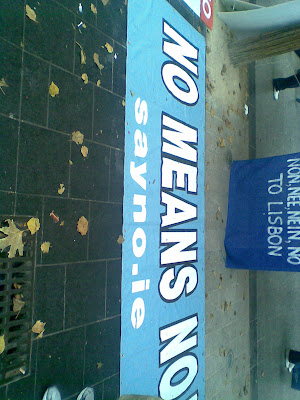 NO MEANS NO
sayno.ie
NON, NEE, NEIN, NO
TO LISBON